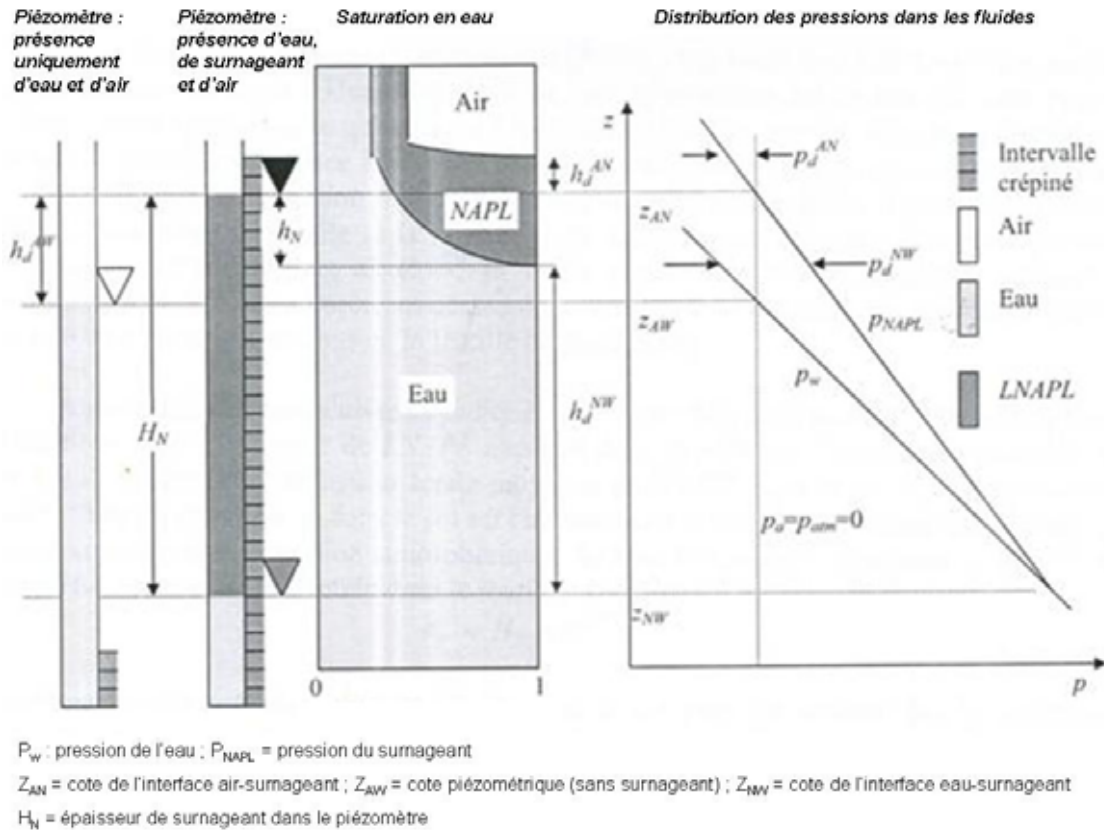 Piézomètre :
présence
uniquement
d'eau et d'air
Piézomètre :
présence d'eau,
de surnageant
et d'air
Saturation en eau
Distribution des pressions dans les fluides
Air
NAPL
Eau
0
1
h_d^AW
H_N
h_N
h_d^AN
h_d^NW
z
z_AN
z_AW
z_NW
p_d^AN
p_d^NW
p_NAPL
p_w
p_a=p_atm=0
p
Intervalle
crépiné
Air
Eau
LNAPL
P_w : pression de l'eau ; P_NAPL = pression du surnageant
Z_AN = cote de l'interface air-surnageant ; Z_AW = cote piézométrique (sans surnageant) ; Z_NW = cote de l'interface eau-surnageant
H_N = épaisseur de surnageant dans le piézomètre